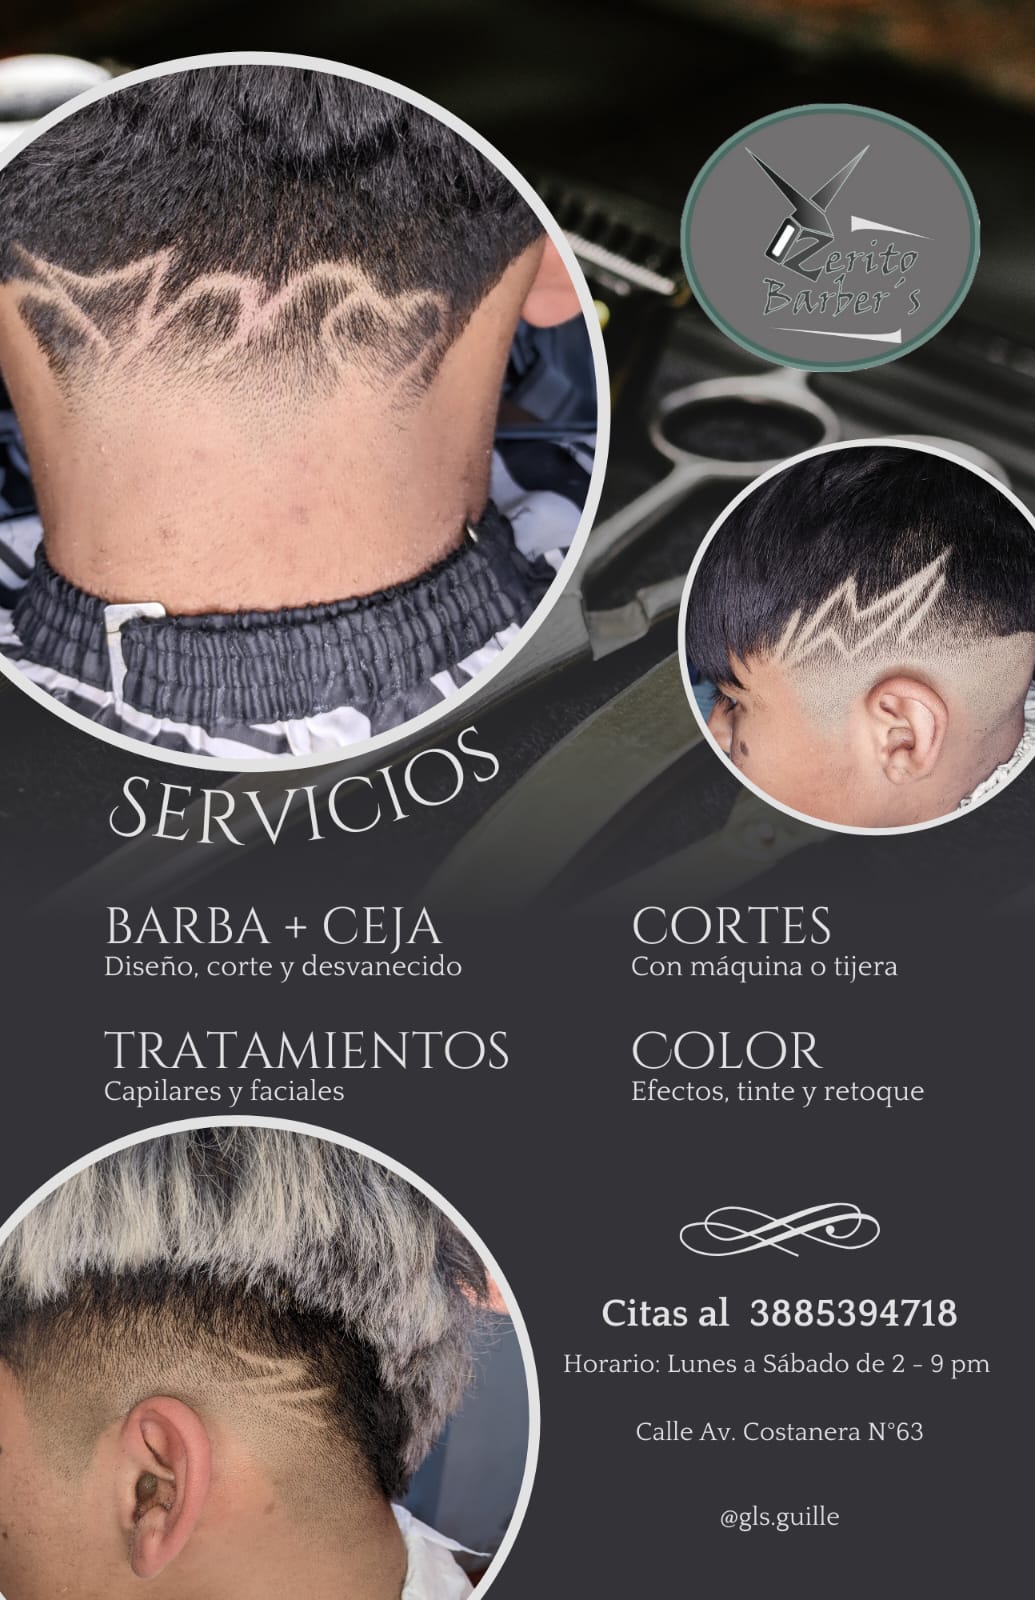 Zerito
Barber´s
SERVICIOS
BARBA + CEJA
Diseño, corte y desvanecido
CORTES
Con máquina o tijera
TRATAMIENTOS
Capilares y faciales
COLOR
Efectos, tinte y retoque
Citas al 3885394718
Horario: Lunes a Sábado de 2 - 9 pm
Calle Av. Costanera N°63
@gls.guille